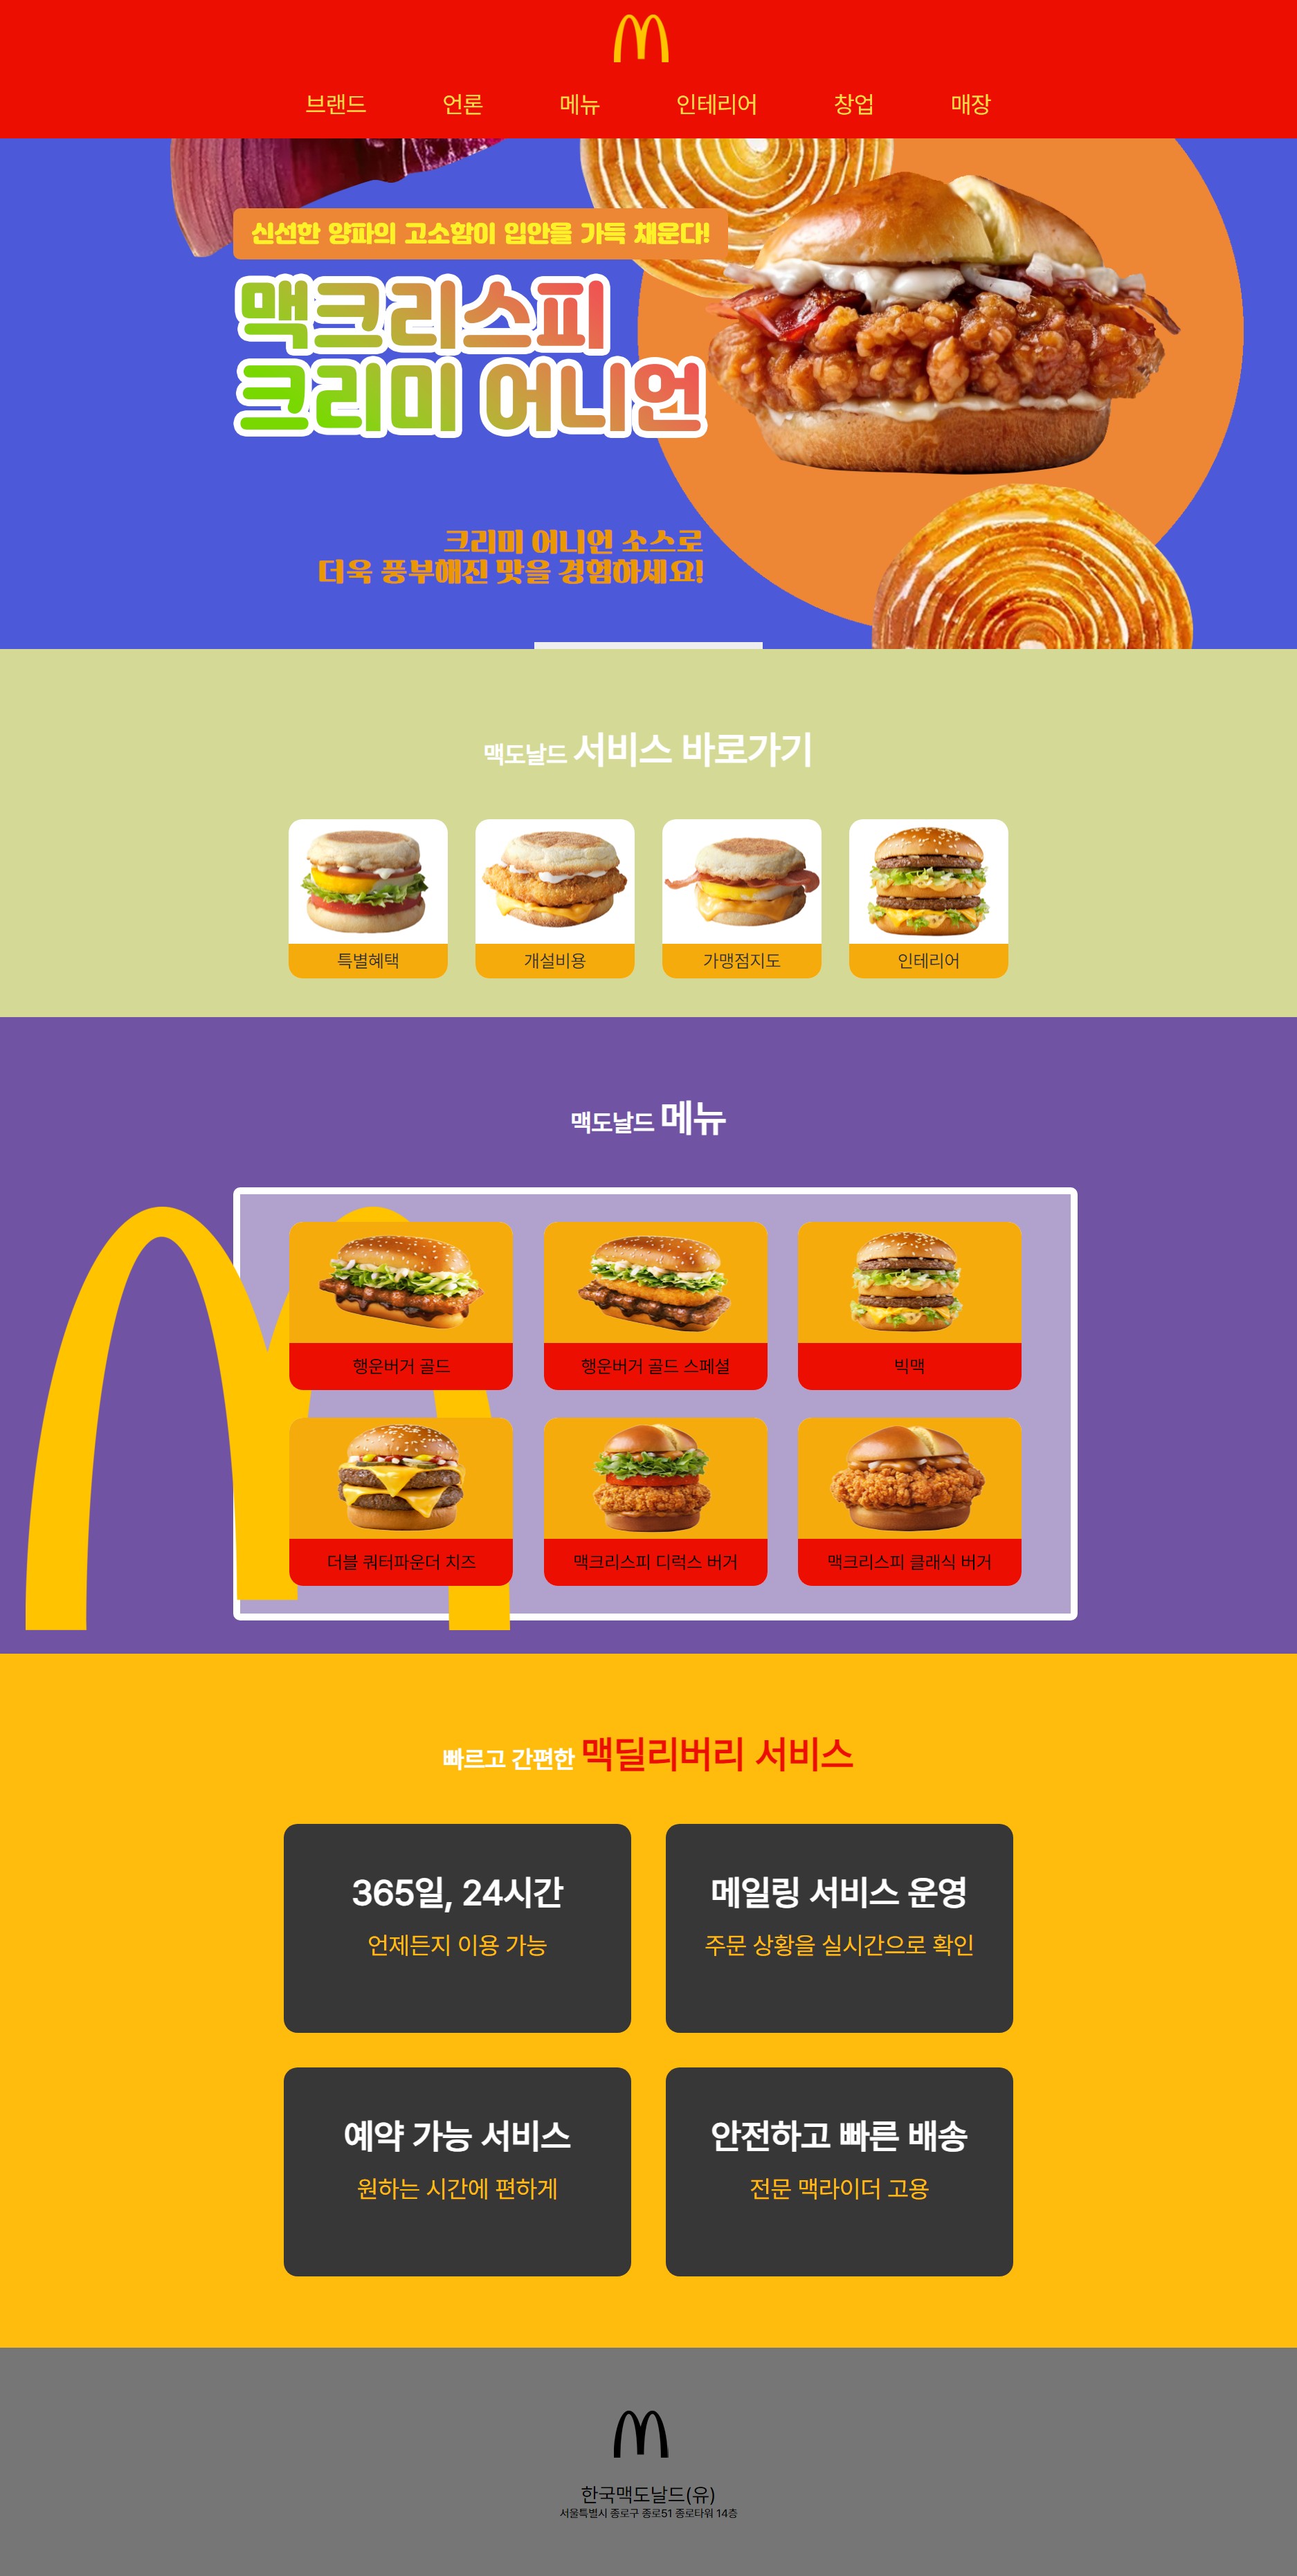 브랜드 언론 메뉴 인테리어 창업 매장
신선한 양파의 고소함이 입안을 가득 채운다!
맥크리스피
크리미 어니언
크리미 어니언 소스로
더욱 풍부해진 맛을 경험하세요!
맥도날드 서비스 바로가기
특별혜택 개설비용 가맹점지도 인테리어
맥도날드 메뉴
행운버거 골드 행운버거 골드 스페셜 빅맥
더블 쿼터파운더 치즈 맥크리스피 디럭스 버거 맥크리스피 클래식 버거
빠르고 간편한 맥딜리버리 서비스
365일, 24시간 메일링 서비스 운영
언제든지 이용 가능 주문 상황을 실시간으로 확인
예약 가능 서비스 안전하고 빠른 배송
원하는 시간에 편하게 전문 맥라이더 고용
한국맥도날드(유)
서울특별시 종로구 종로51 종로타워 14층